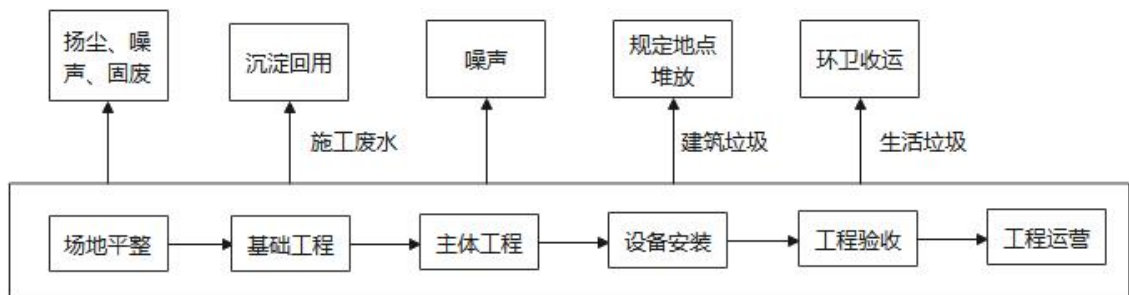 扬尘、噪
声、固废
沉淀回用
噪声
规定地点
堆放
环卫收运
施工废水
建筑垃圾
生活垃圾
场地平整
基础工程
主体工程
设备安装
工程验收
工程运营